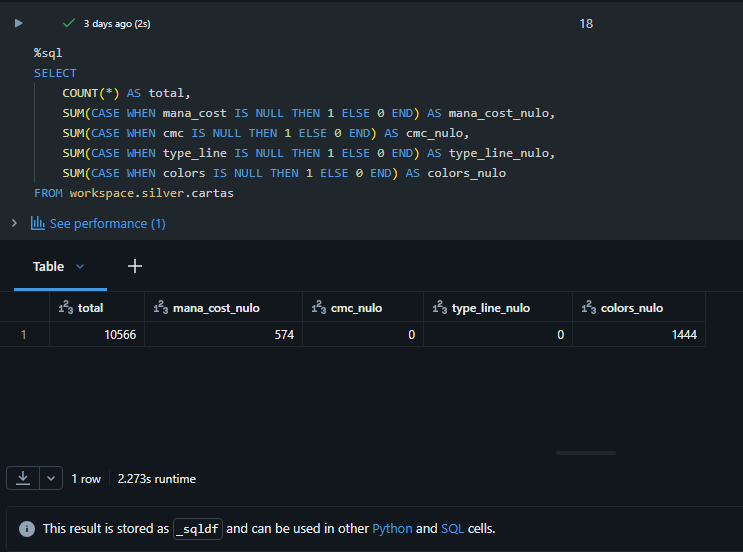 3 days ago (2s)
18
%sql
SELECT
COUNT(*) AS total,
SUM(CASE WHEN mana_cost IS NULL THEN 1 ELSE 0 END) AS mana_cost_nulo,
SUM(CASE WHEN cmc IS NULL THEN 1 ELSE 0 END) AS cmc_nulo,
SUM(CASE WHEN type_line IS NULL THEN 1 ELSE 0 END) AS type_line_nulo,
SUM(CASE WHEN colors IS NULL THEN 1 ELSE 0 END) AS colors_nulo
FROM workspace.silver.cartas
See performance (1)
Table
123 total 123 mana_cost_nulo 123 cmc_nulo 123 type_line_nulo 123 colors_nulo
1 10566 574 0 0 1444
1 row 2.273s runtime
This result is stored as _sqldf and can be used in other Python and SQL cells.